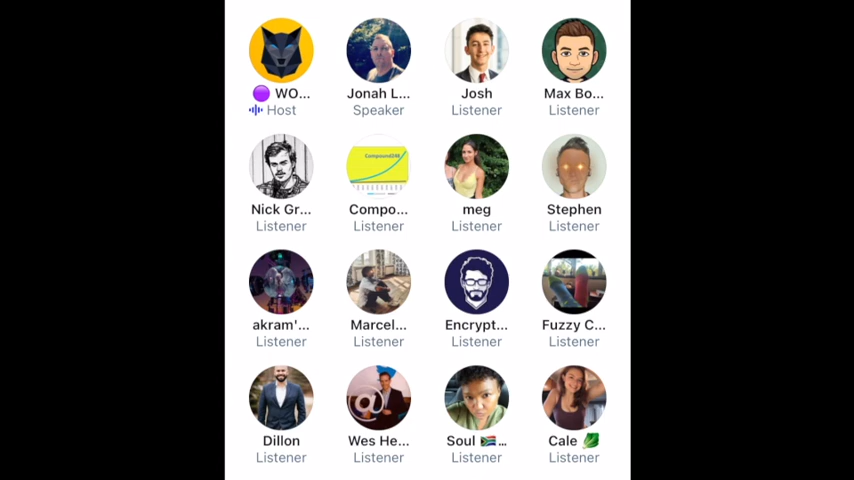 🟣 WO...
Jonah L...
Josh
Max Bo...
Host
Speaker
Listener
Listener
CompoundDAI
Nick Gr...
Compo...
meg
Stephen
Listener
Listener
Listener
Listener
akram'...
Marcel...
Encrypt...
Fuzzy C...
Listener
Listener
Listener
Listener
@
Dillon
Wes He...
Soul 🇿🇦...
Cale 🥬
Listener
Listener
Listener
Listener